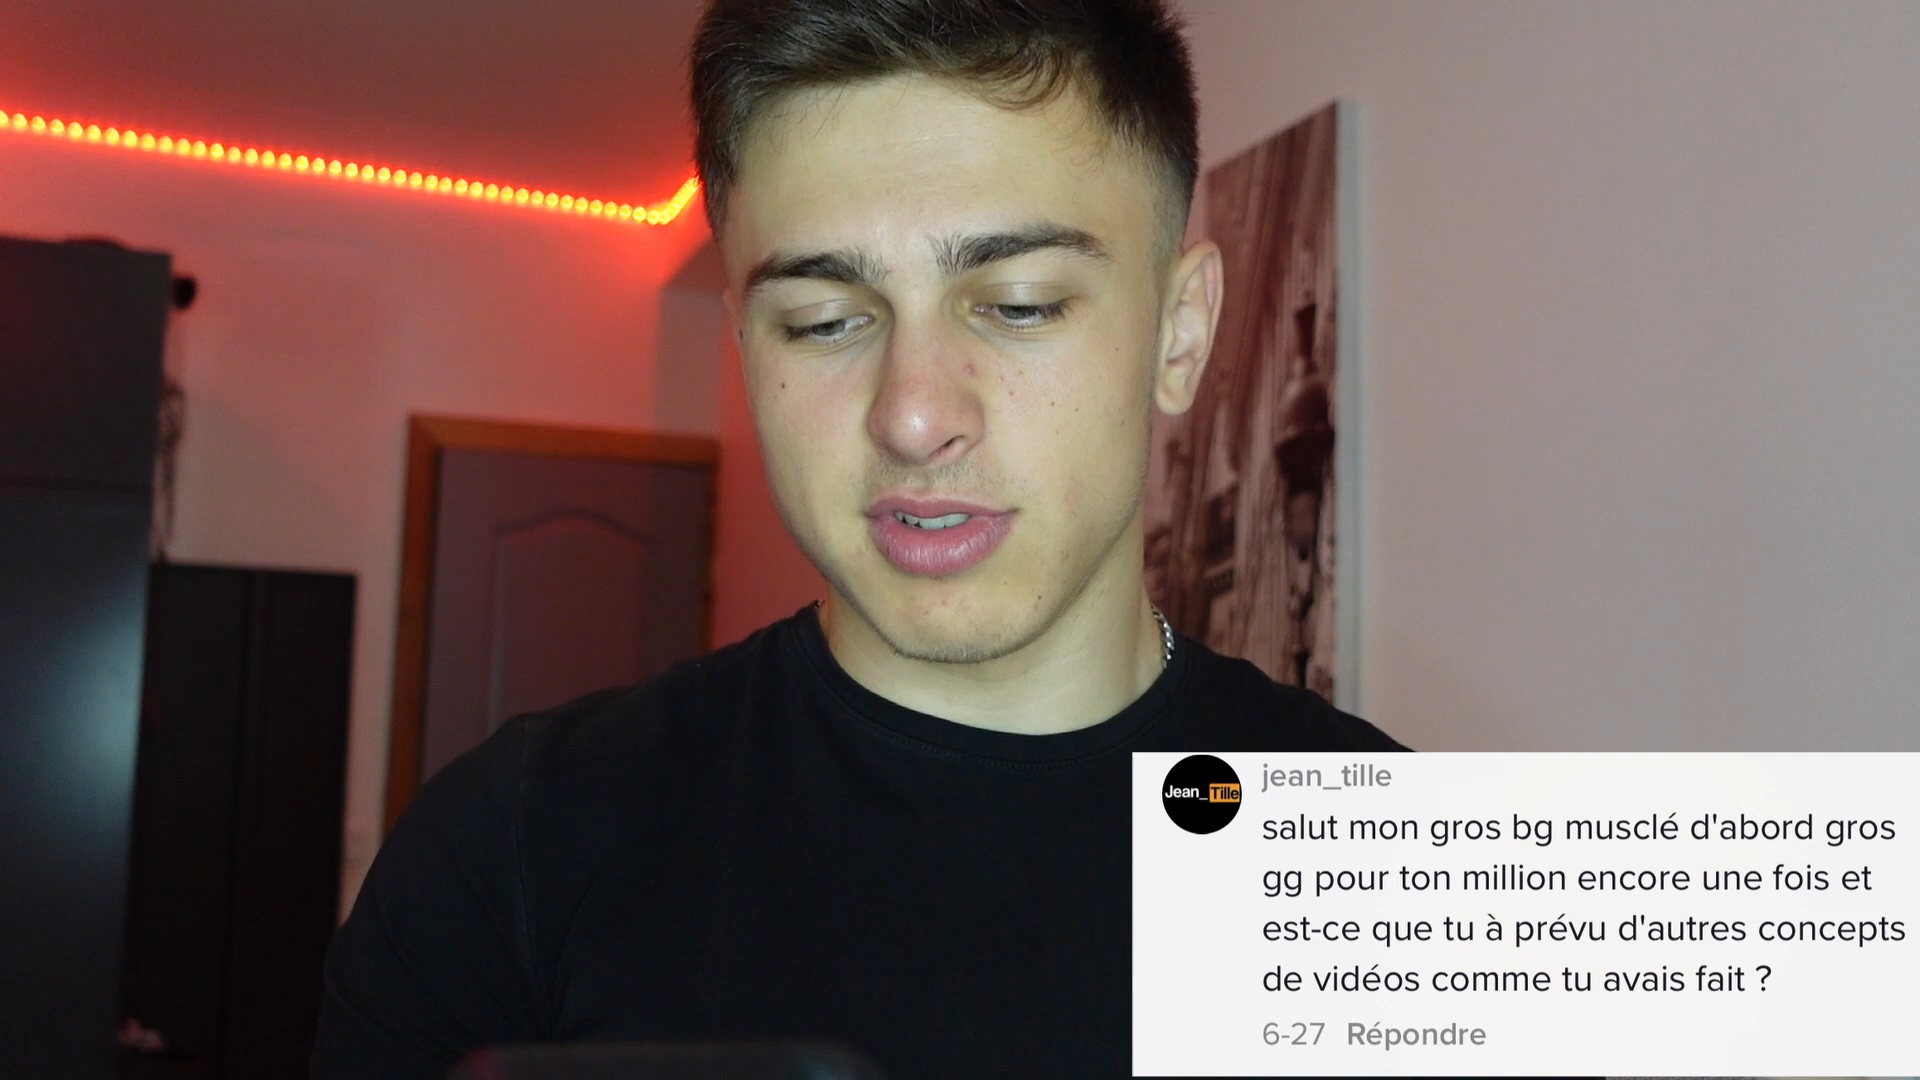 Jean_Tille
jean_tille
salut mon gros bg musclé d'abord gros
gg pour ton million encore une fois et
est-ce que tu à prévu d'autres concepts
de vidéos comme tu avais fait ?
6-27 Répondre